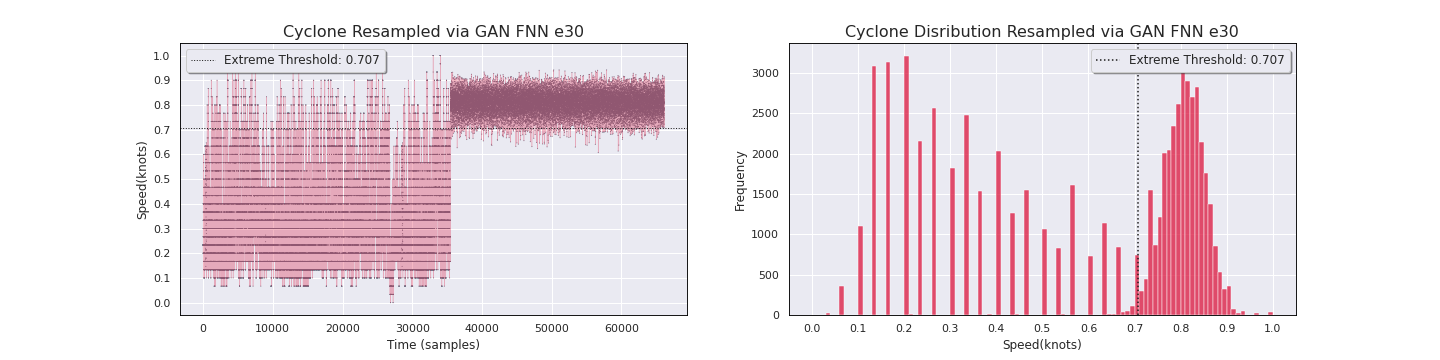 Cyclone Resampled via GAN FNN e30
Extreme Threshold: 0.707
Speed(knots)
1.0
0.9
0.8
0.7
0.6
0.5
0.4
0.3
0.2
0.1
0.0
0 10000 20000 30000 40000 50000 60000
Time (samples)
Cyclone Disribution Resampled via GAN FNN e30
Extreme Threshold: 0.707
Frequency
3000
2500
2000
1500
1000
500
0
0.0 0.1 0.2 0.3 0.4 0.5 0.6 0.7 0.8 0.9 1.0
Speed(knots)